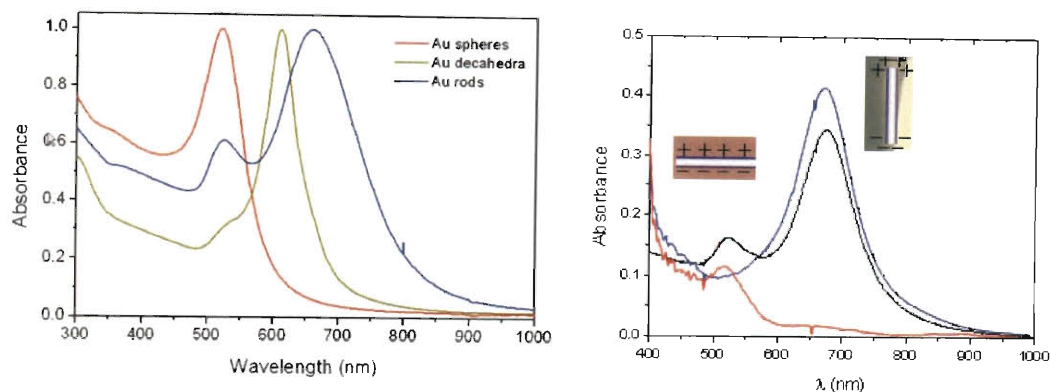 1.0
0.8
0.6
0.4
0.2
0.0
Absorbance
300 400 500 600 700 800 900 1000
Wavelength (nm)
Au spheres
Au decahedra
Au rods
0.5
0.4
0.3
0.2
0.1
0.0
Absorbance
400 500 600 700 800 900 1000
λ (nm)
+ + + +
− − − −